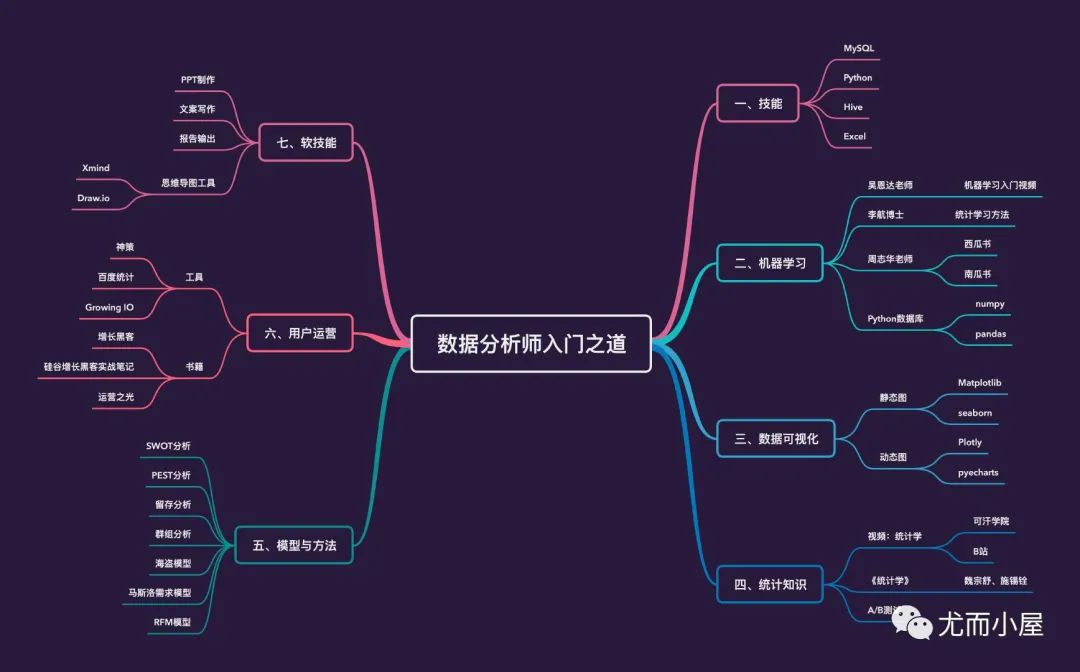 数据分析师入门之道
一、技能
MySQL
Python
Hive
Excel
二、机器学习
吴恩达老师
机器学习入门视频
李航博士
统计学习方法
周志华老师
西瓜书
南瓜书
Python数据库
numpy
pandas
三、数据可视化
静态图
Matplotlib
seaborn
动态图
Plotly
pyecharts
四、统计知识
视频：统计学
可汗学院
B站
《统计学》
魏宗舒、施锡铨
A/B测
五、模型与方法
SWOT分析
PEST分析
留存分析
群组分析
海盗模型
马斯洛需求模型
RFM模型
六、用户运营
工具
神策
百度统计
Growing IO
书籍
增长黑客
硅谷增长黑客实战笔记
运营之光
七、软技能
PPT制作
文案写作
报告输出
思维导图工具
Xmind
Draw.io
尤而小屋